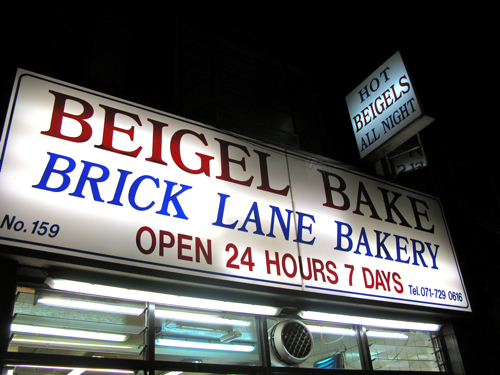 HOT
BEIGELS
ALL NIGHT
BEIGEL BAKE
BRICK LANE BAKERY
No. 159
OPEN 24 HOURS 7 DAYS
Tel. 071-729 0616